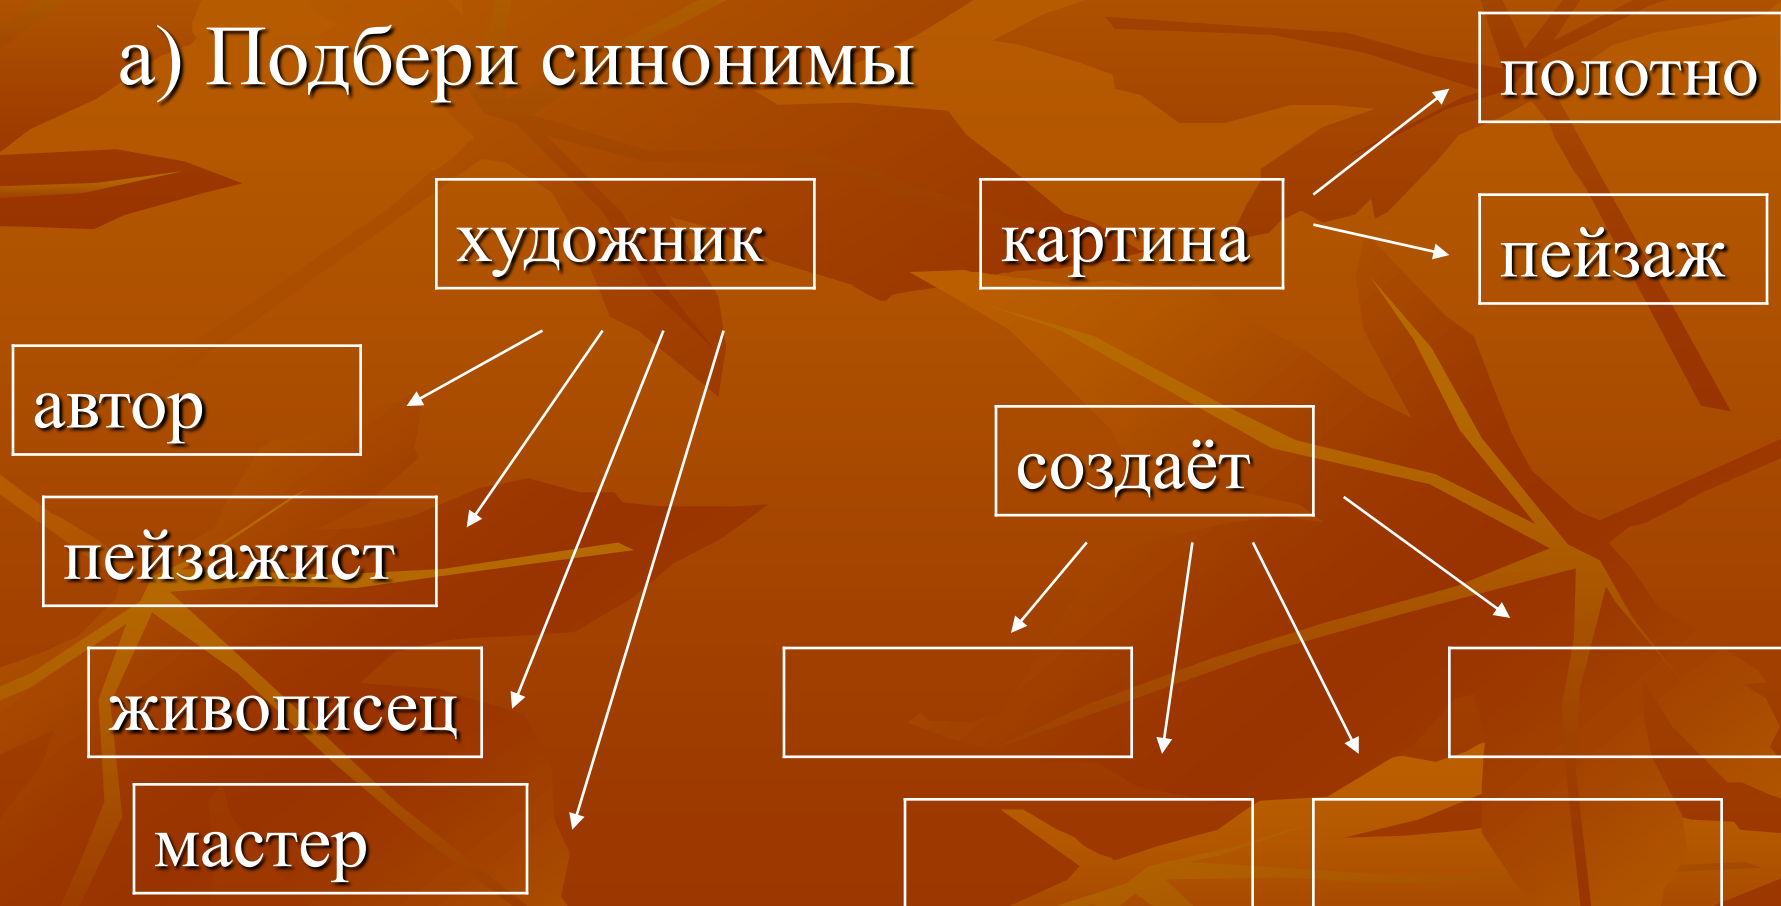 а) Подбери синонимы
полотно
художник
картина
пейзаж
автор
создаёт
пейзажист
живописец
мастер